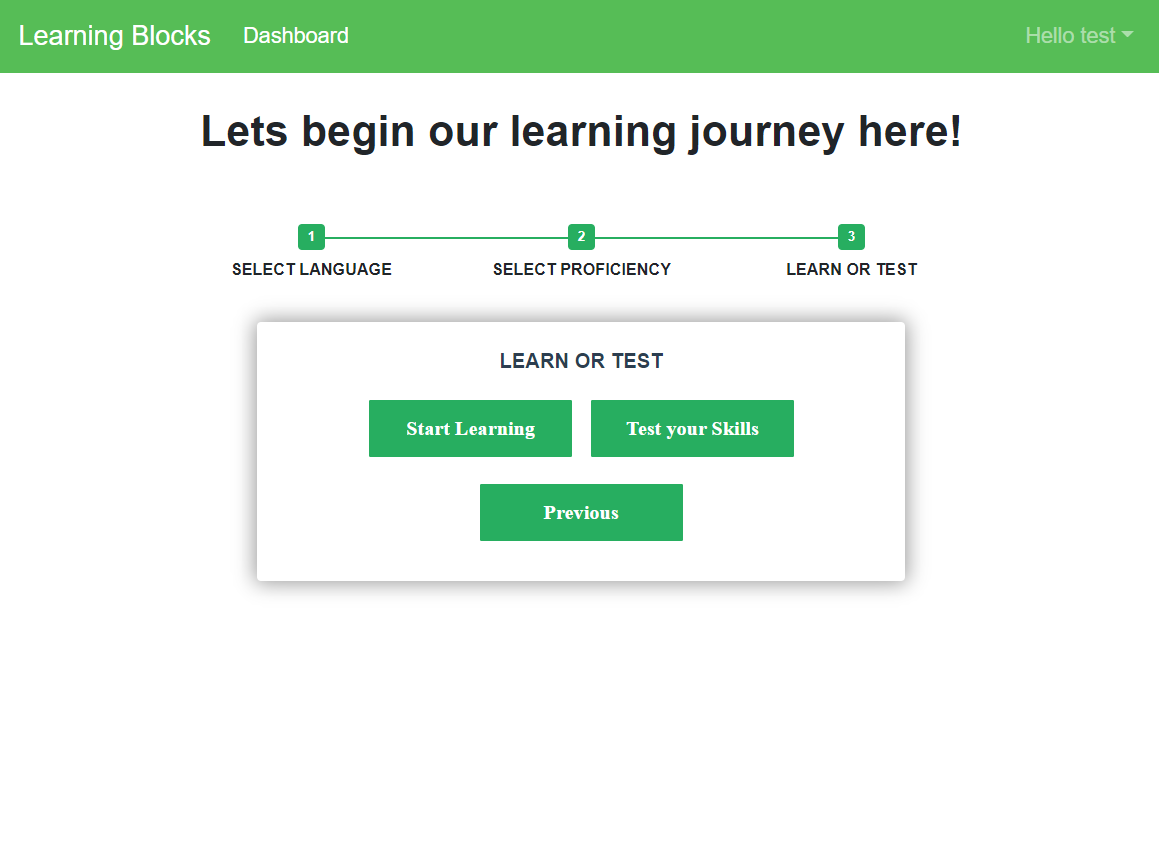 Learning Blocks Dashboard Hello test
Lets begin our learning journey here!
1 2 3
SELECT LANGUAGE SELECT PROFICIENCY LEARN OR TEST
LEARN OR TEST
Start Learning Test your Skills
Previous